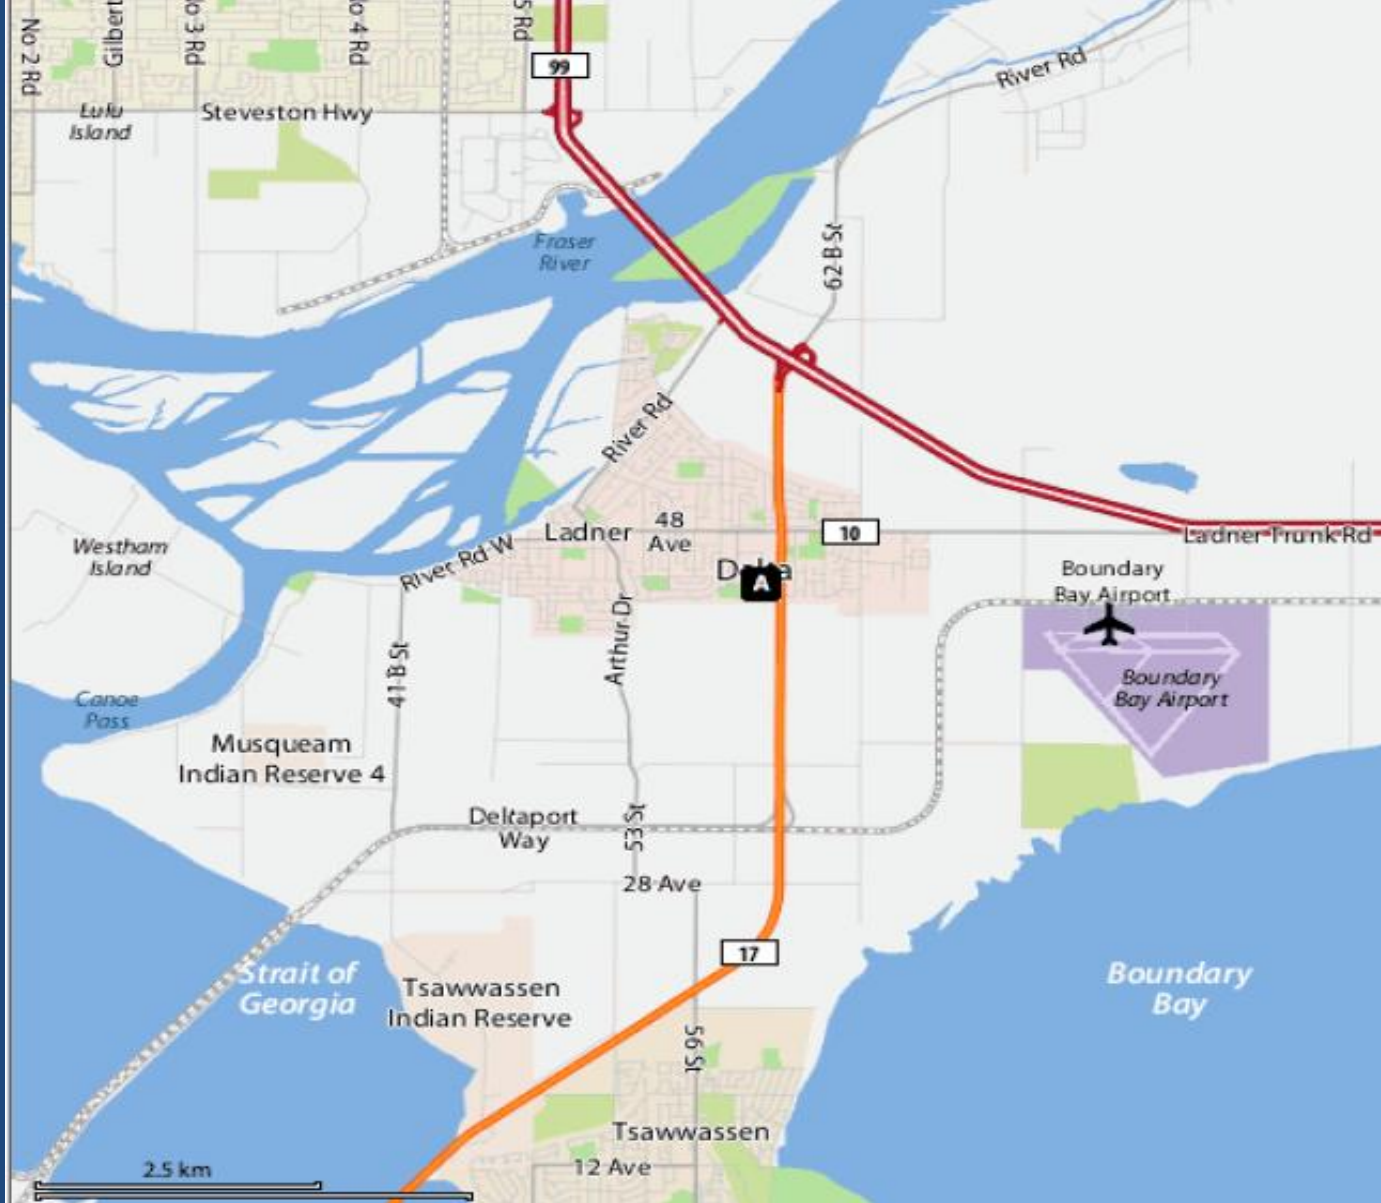 No 2 Rd
Gilbert
No 3 Rd
No 4 Rd
5 Rd
99
River Rd
Lulu
Island
Steveston Hwy
Fraser
River
62 B St
River Rd
Ladner
48
Ave
10
Ladner Trunk Rd
Westham
Island
River Rd W
Delta
A
Boundary
Bay Airport
Arthur Dr
41 B St
Boundary
Bay Airport
Canoe
Pass
Musqueam
Indian Reserve 4
Deltaport
Way
53 St
28 Ave
17
Strait of
Georgia
Tsawwassen
Indian Reserve
Boundary
Bay
56 St
Tsawwassen
12 Ave
2.5 km